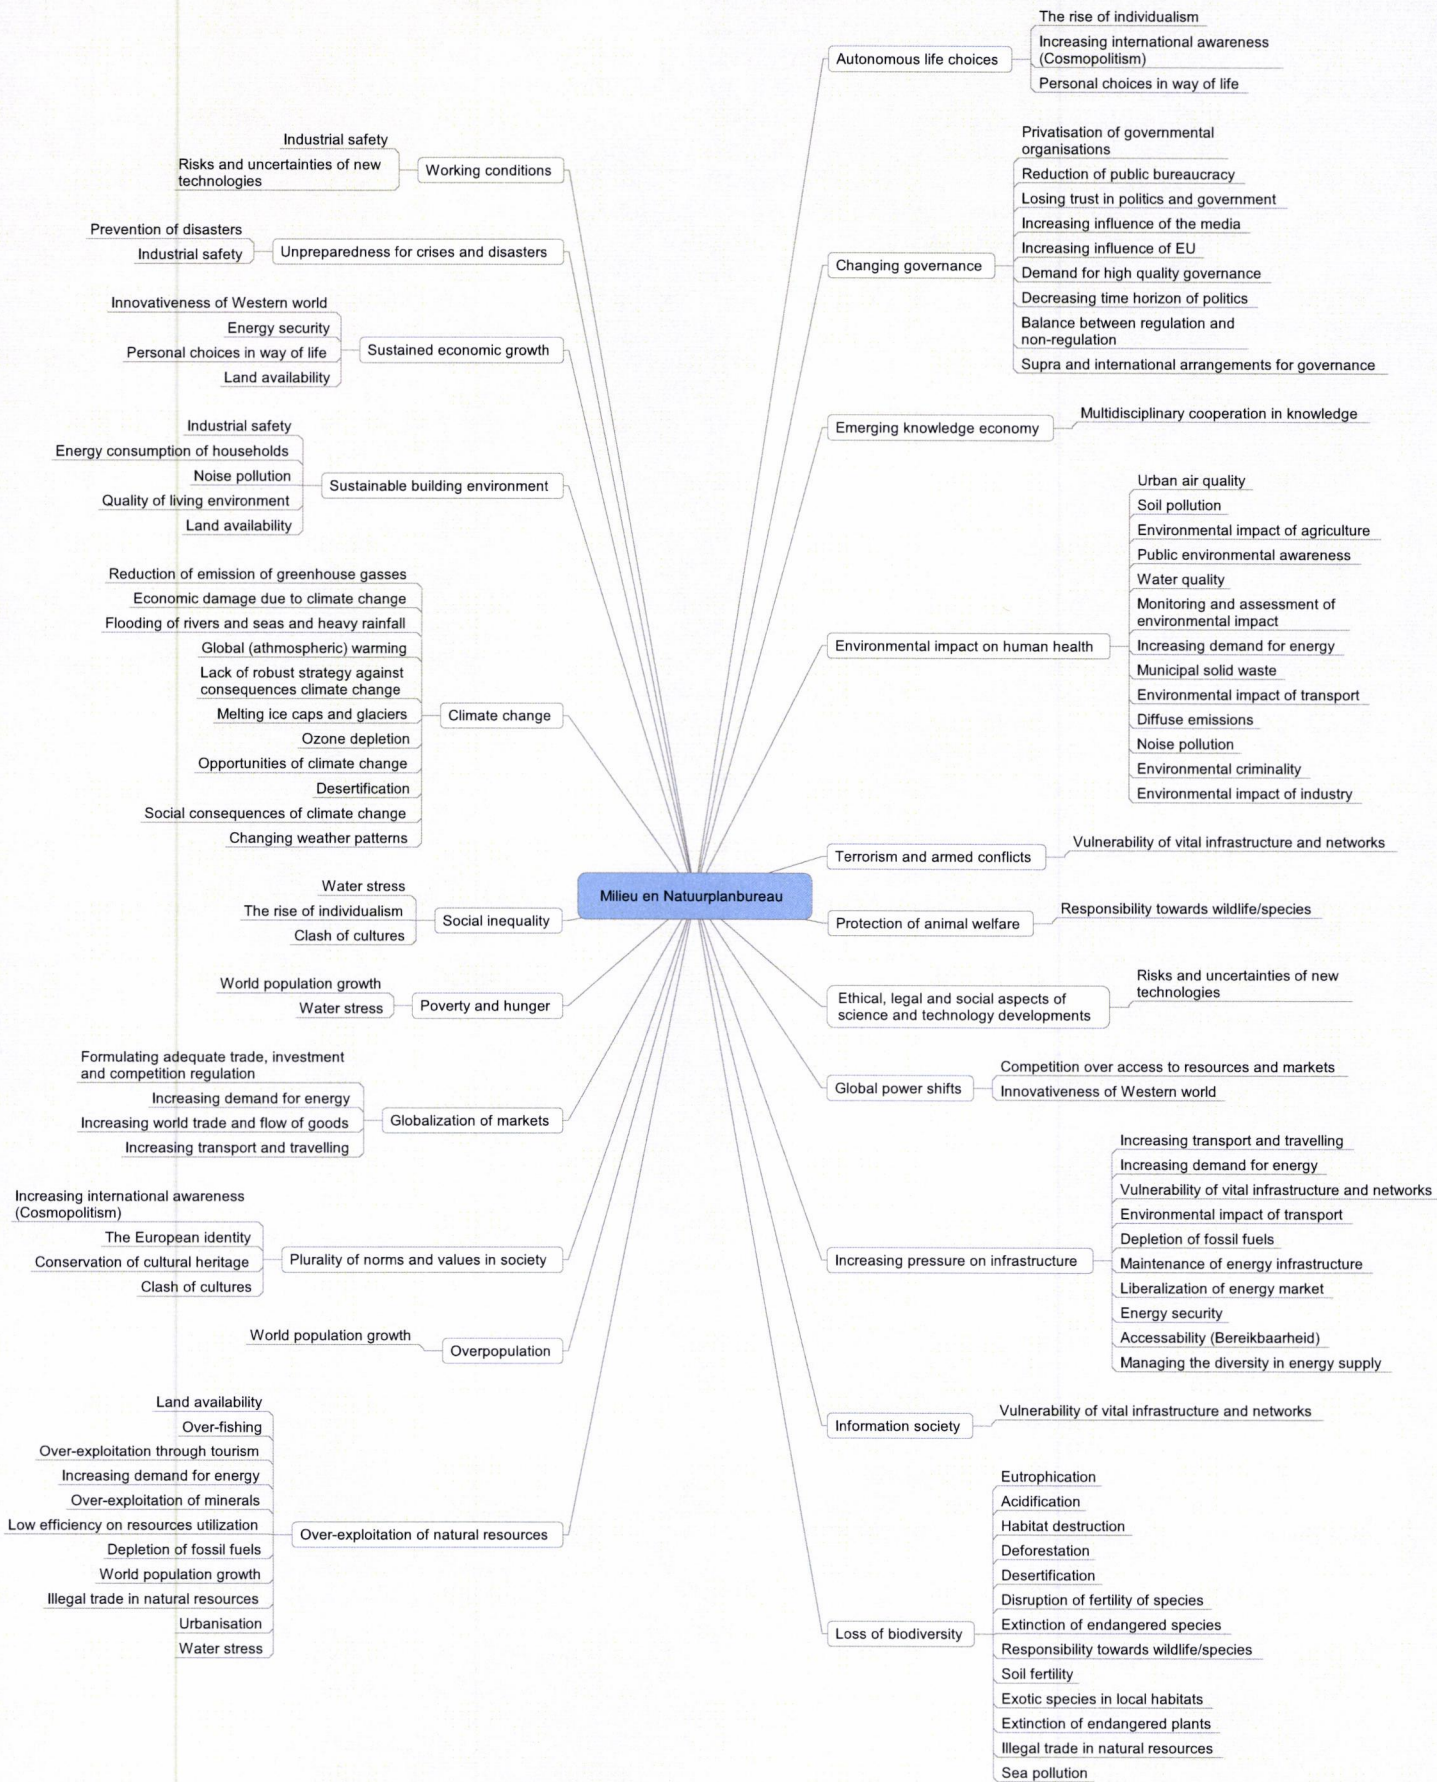 Milieu en Natuurplanbureau
Working conditions
Industrial safety
Risks and uncertainties of new
technologies
Unpreparedness for crises and disasters
Prevention of disasters
Industrial safety
Sustained economic growth
Innovativeness of Western world
Energy security
Personal choices in way of life
Land availability
Sustainable building environment
Industrial safety
Energy consumption of households
Noise pollution
Quality of living environment
Land availability
Climate change
Reduction of emission of greenhouse gasses
Economic damage due to climate change
Flooding of rivers and seas and heavy rainfall
Global (athmospheric) warming
Lack of robust strategy against
consequences climate change
Melting ice caps and glaciers
Ozone depletion
Opportunities of climate change
Desertification
Social consequences of climate change
Changing weather patterns
Social inequality
Water stress
The rise of individualism
Clash of cultures
Poverty and hunger
World population growth
Water stress
Globalization of markets
Formulating adequate trade, investment
and competition regulation
Increasing demand for energy
Increasing world trade and flow of goods
Increasing transport and travelling
Plurality of norms and values in society
Increasing international awareness
(Cosmopolitism)
The European identity
Conservation of cultural heritage
Clash of cultures
Overpopulation
World population growth
Over-exploitation of natural resources
Land availability
Over-fishing
Over-exploitation through tourism
Increasing demand for energy
Over-exploitation of minerals
Low efficiency on resources utilization
Depletion of fossil fuels
World population growth
Illegal trade in natural resources
Urbanisation
Water stress
Autonomous life choices
The rise of individualism
Increasing international awareness
(Cosmopolitism)
Personal choices in way of life
Changing governance
Privatisation of governmental
organisations
Reduction of public bureaucracy
Losing trust in politics and government
Increasing influence of the media
Increasing influence of EU
Demand for high quality governance
Decreasing time horizon of politics
Balance between regulation and
non-regulation
Supra and international arrangements for governance
Emerging knowledge economy
Multidisciplinary cooperation in knowledge
Environmental impact on human health
Urban air quality
Soil pollution
Environmental impact of agriculture
Public environmental awareness
Water quality
Monitoring and assessment of
environmental impact
Increasing demand for energy
Municipal solid waste
Environmental impact of transport
Diffuse emissions
Noise pollution
Environmental criminality
Environmental impact of industry
Terrorism and armed conflicts
Vulnerability of vital infrastructure and networks
Protection of animal welfare
Responsibility towards wildlife/species
Ethical, legal and social aspects of
science and technology developments
Risks and uncertainties of new
technologies
Global power shifts
Competition over access to resources and markets
Innovativeness of Western world
Increasing pressure on infrastructure
Increasing transport and travelling
Increasing demand for energy
Vulnerability of vital infrastructure and networks
Environmental impact of transport
Depletion of fossil fuels
Maintenance of energy infrastructure
Liberalization of energy market
Energy security
Accessability (Bereikbaarheid)
Managing the diversity in energy supply
Information society
Vulnerability of vital infrastructure and networks
Loss of biodiversity
Eutrophication
Acidification
Habitat destruction
Deforestation
Desertification
Disruption of fertility of species
Extinction of endangered species
Responsibility towards wildlife/species
Soil fertility
Exotic species in local habitats
Extinction of endangered plants
Illegal trade in natural resources
Sea pollution